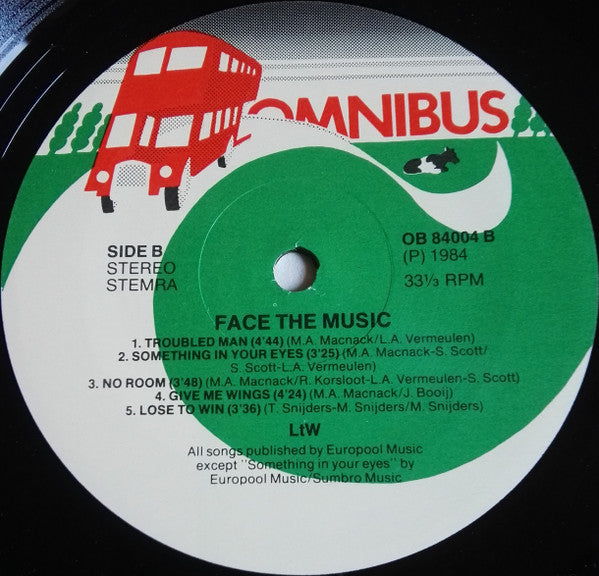 OMNIBUS
SIDE B
STEREO
STEMRA
OB 84004 B
(P) 1984
33⅓ RPM
FACE THE MUSIC
1. TROUBLED MAN (4'44) (M.A. Macnack/L.A. Vermeulen)
2. SOMETHING IN YOUR EYES (3'25) (M.A. Macnack-S. Scott/
S. Scott-L.A. Vermeulen)
3. NO ROOM (3'48) (M.A. Macnack/R. Korsloot-L.A. Vermeulen-S. Scott)
4. GIVE ME WINGS (4'24) (M.A. Macnack/J. Booij)
5. LOSE TO WIN (3'36) (T. Snijders-M. Snijders/M. Snijders)
LtW
All songs published by Europool Music
except "Something in your eyes" by
Europool Music/Sumbro Music